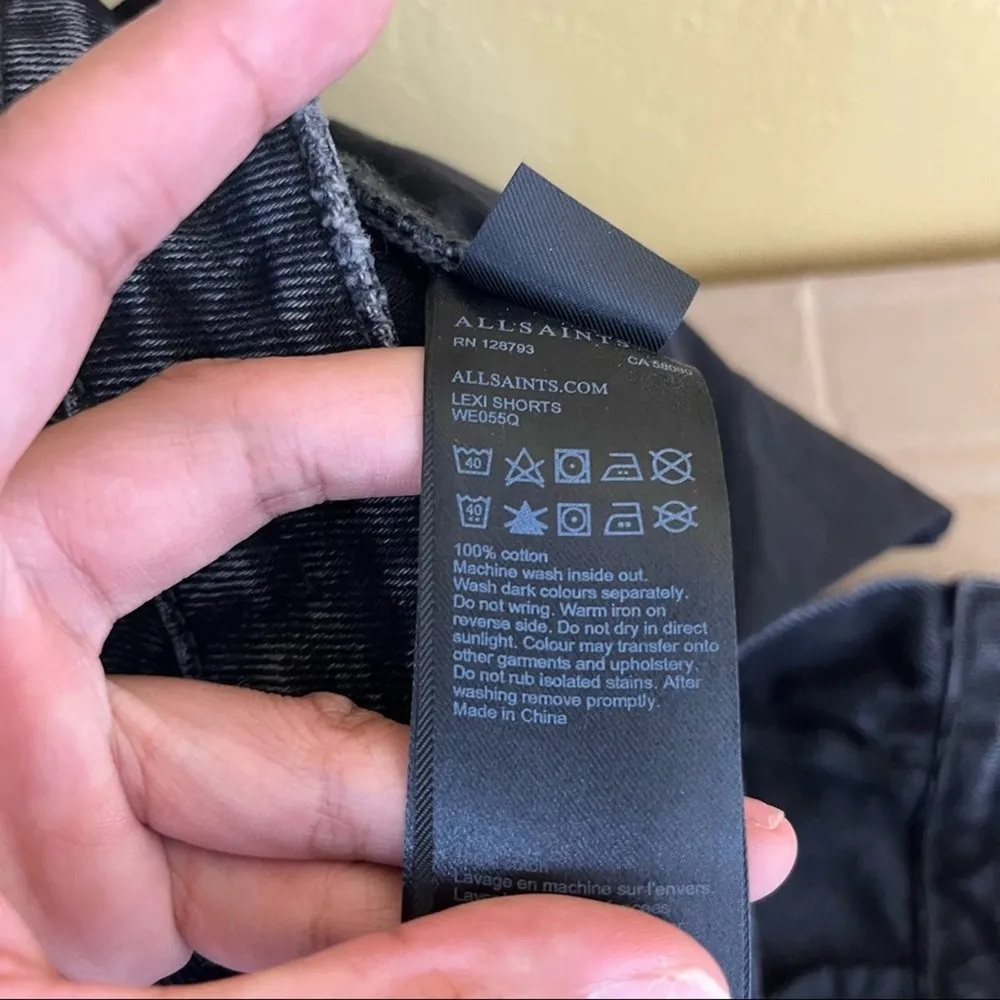 ALLSAINTS
RN 128793
ALLSAINTS.COM
LEXI SHORTS
WE055Q
40
40
100% cotton
Machine wash inside out.
Wash dark colours separately.
Do not wring. Warm iron on
reverse side. Do not dry in direct
sunlight. Colour may transfer onto
other garments and upholstery.
Do not rub isolated stains. After
washing remove promptly.
Made in China
Lavage en machine sur l'envers.